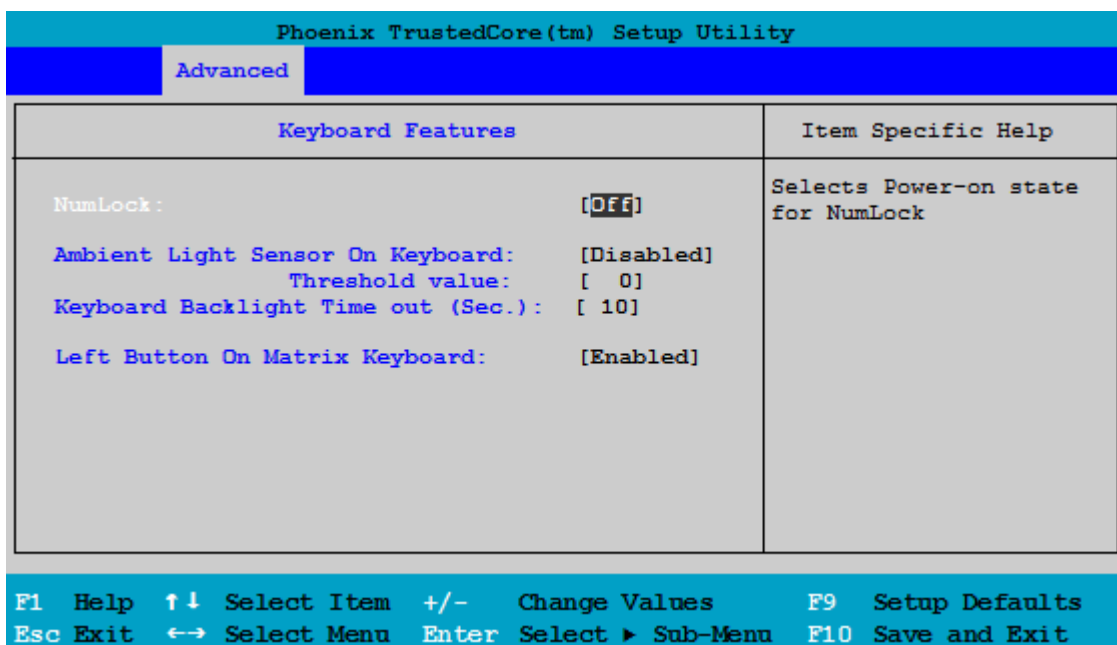 Phoenix TrustedCore(tm) Setup Utility
Advanced
Keyboard Features
Item Specific Help
NumLock: [Off]
Ambient Light Sensor On Keyboard: [Disabled]
Threshold value: [ 0]
Keyboard Backlight Time out (Sec.): [ 10]
Left Button On Matrix Keyboard: [Enabled]
Selects Power-on state
for NumLock
F1 Help ↑↓ Select Item +/- Change Values F9 Setup Defaults
Esc Exit ←→ Select Menu Enter Select ▶ Sub-Menu F10 Save and Exit